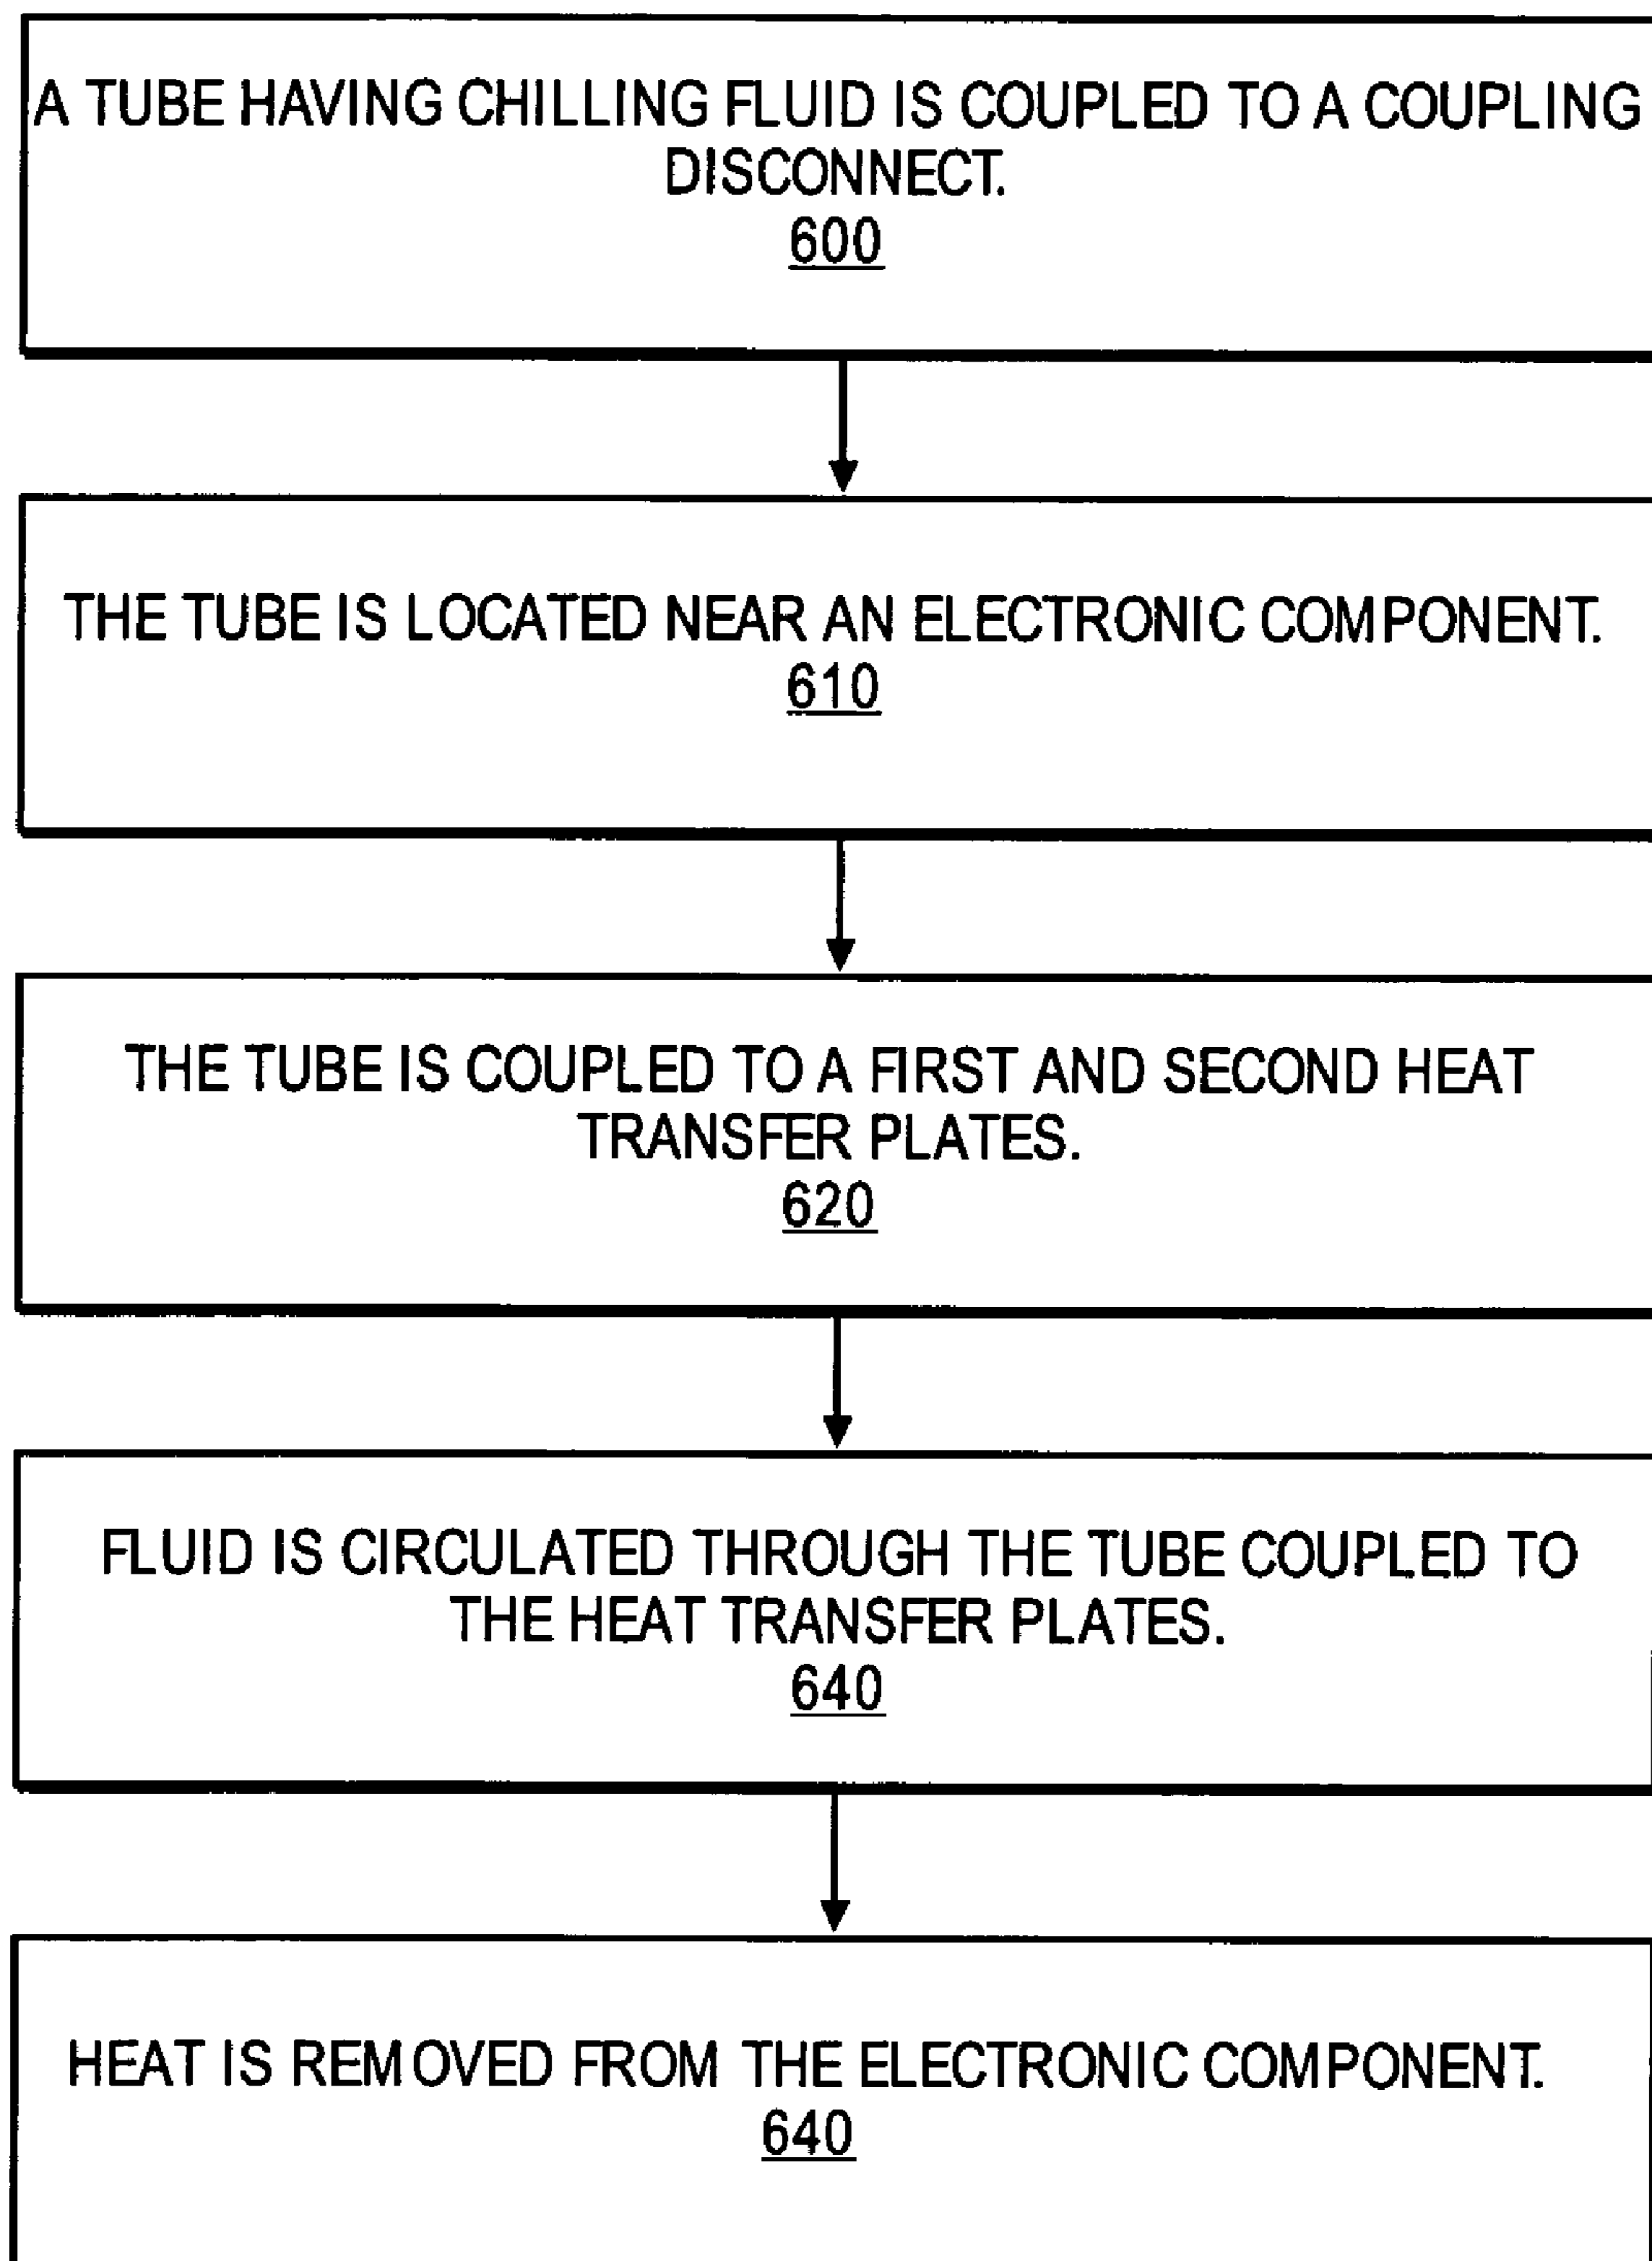 A TUBE HAVING CHILLING FLUID IS COUPLED TO A COUPLING
DISCONNECT.
600
THE TUBE IS LOCATED NEAR AN ELECTRONIC COMPONENT.
610
THE TUBE IS COUPLED TO A FIRST AND SECOND HEAT
TRANSFER PLATES.
620
FLUID IS CIRCULATED THROUGH THE TUBE COUPLED TO
THE HEAT TRANSFER PLATES.
640
HEAT IS REMOVED FROM THE ELECTRONIC COMPONENT.
640